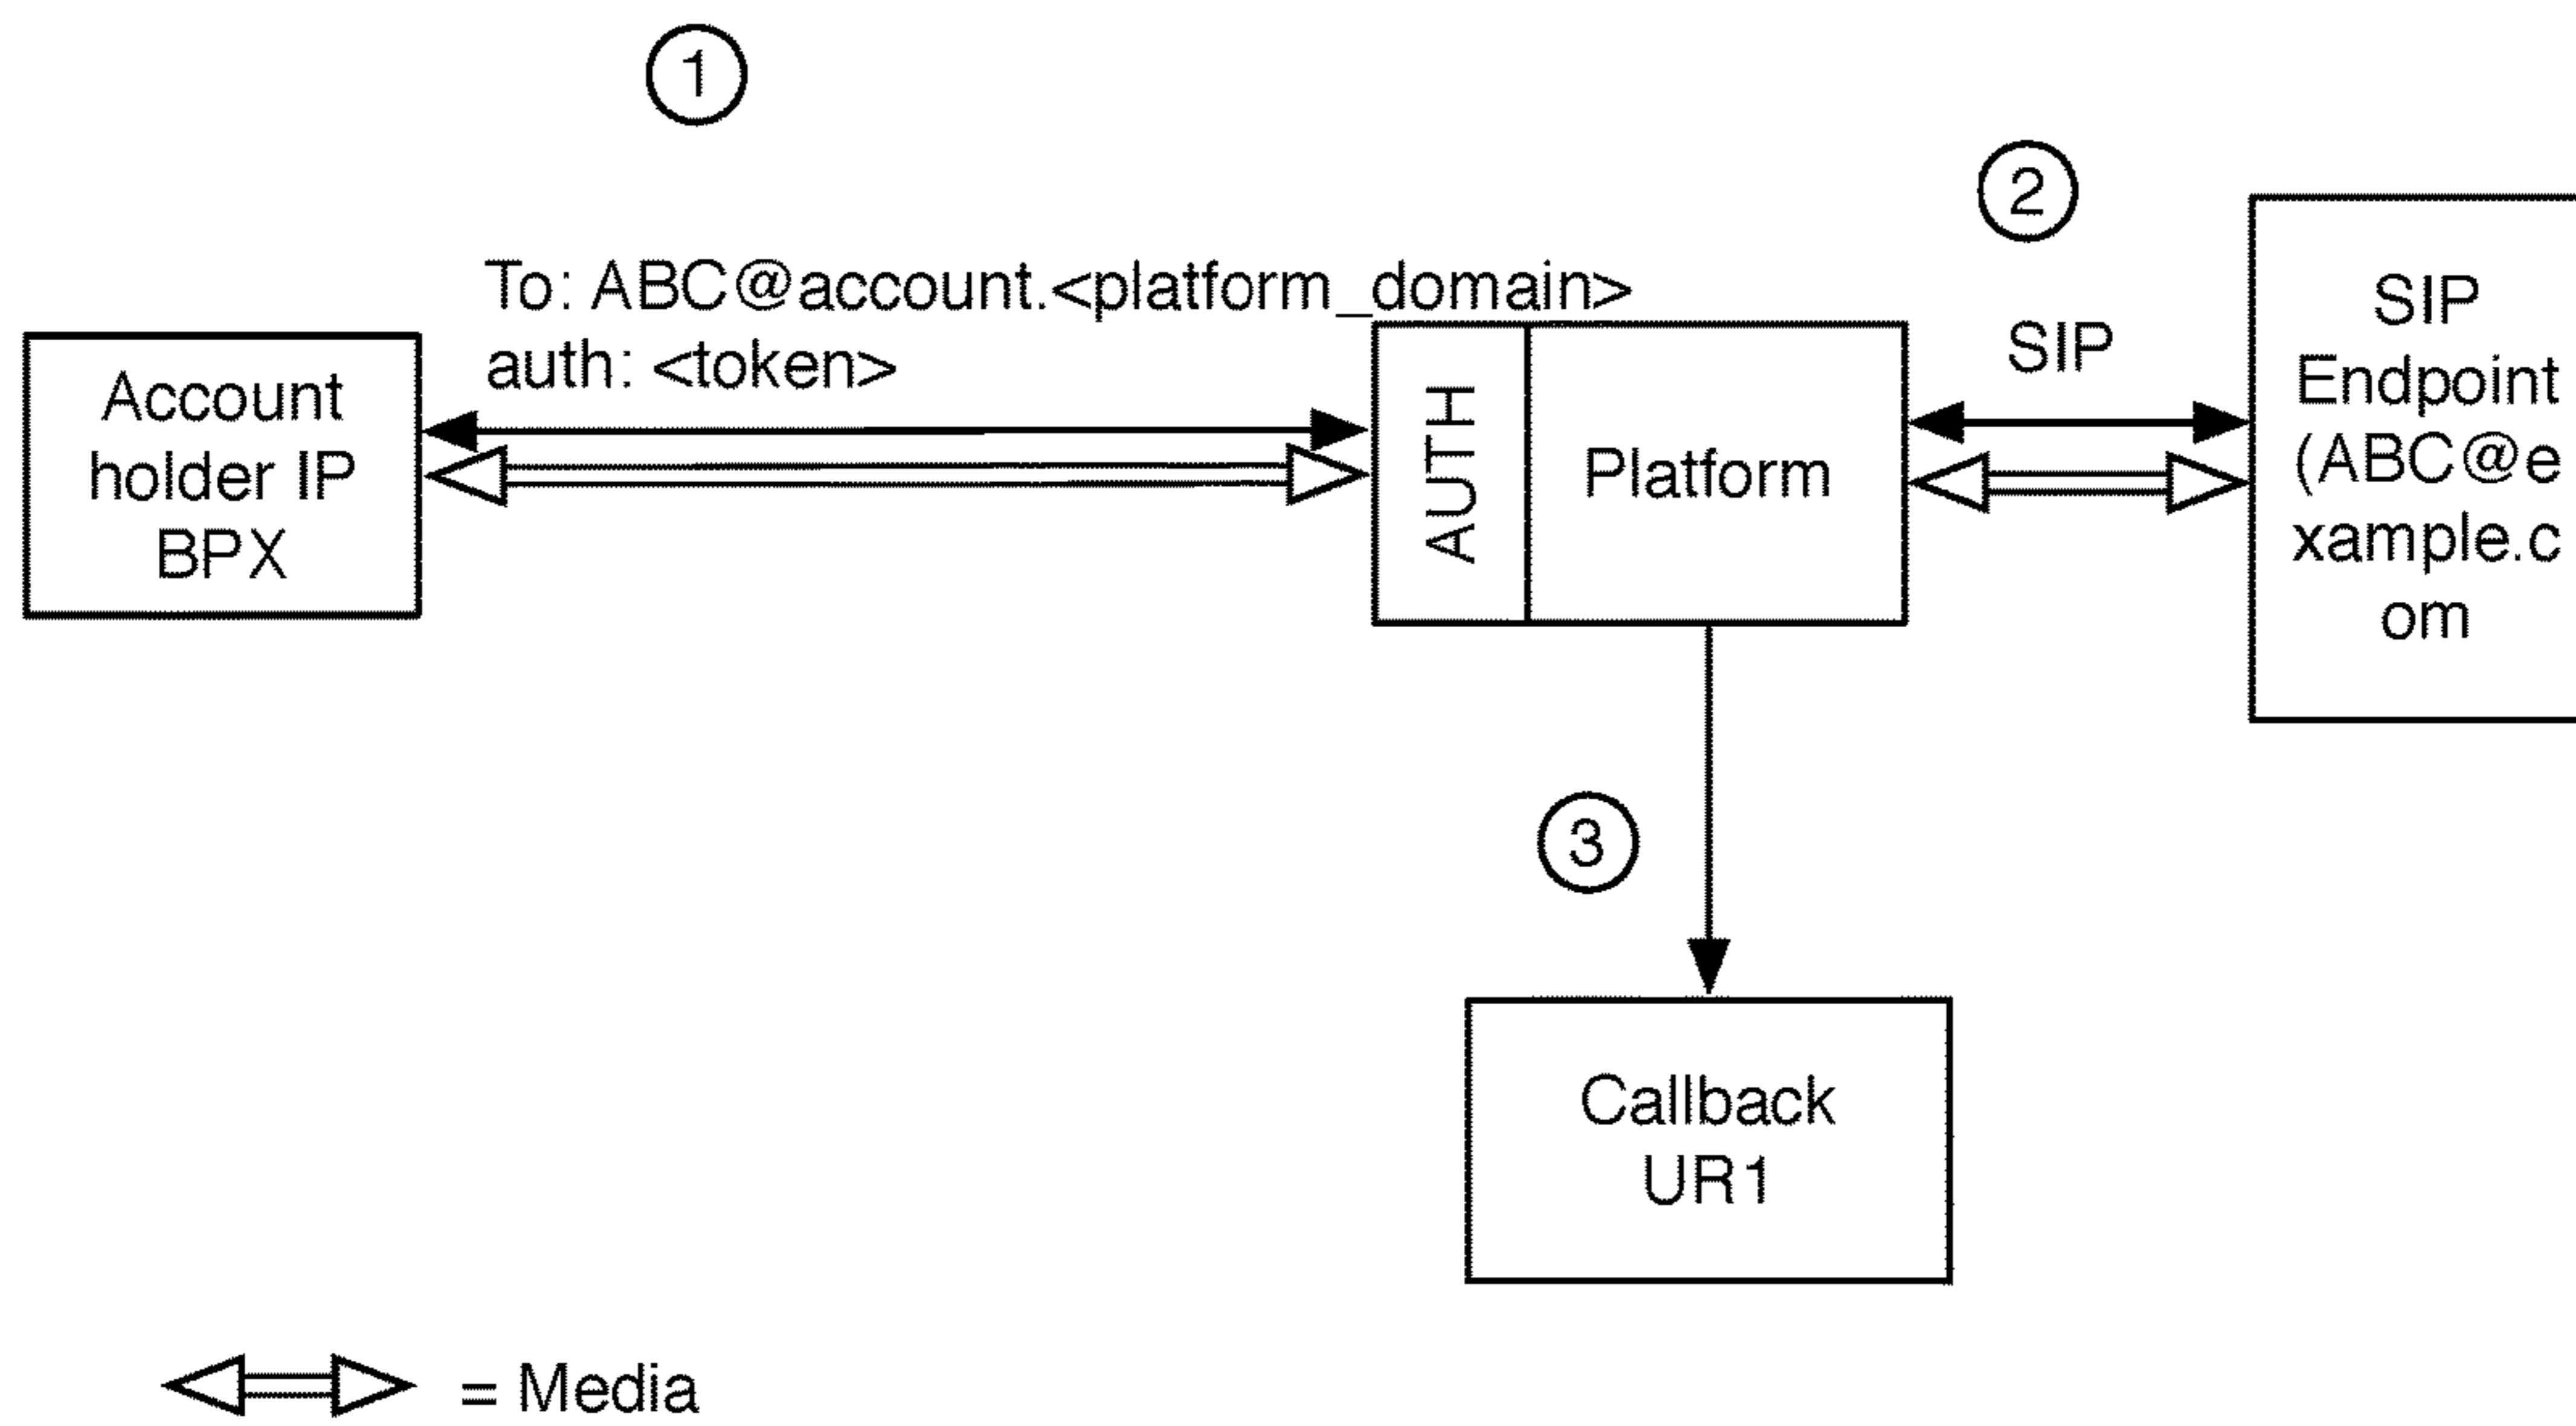 1
2
To: ABC@account.<platform_domain>
auth: <token>
Account
holder IP
BPX
AUTH
Platform
SIP
SIP
Endpoint
(ABC@e
xample.c
om
3
Callback
UR1
= Media